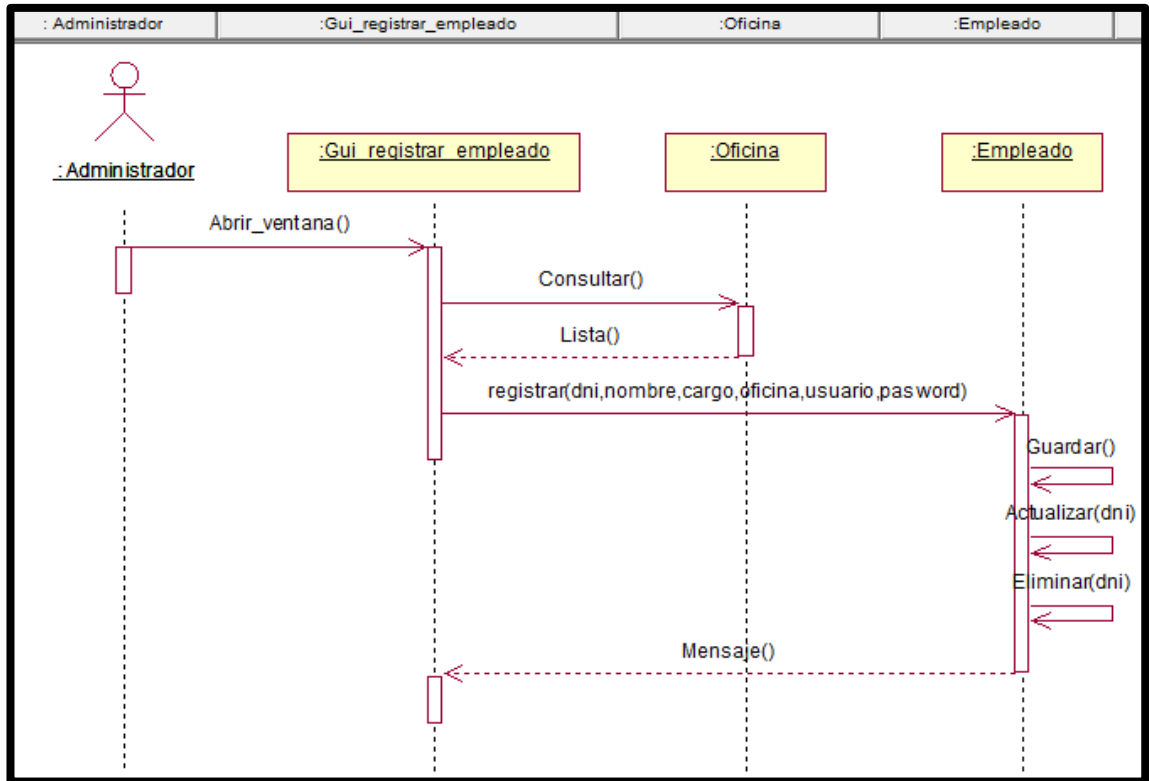 : Administrador
:Gui_registrar_empleado
:Oficina
:Empleado
:Administrador
:Gui_registrar_empleado
:Oficina
:Empleado
Abrir_ventana()
Consultar()
Lista()
registrar(dni,nombre,cargo,oficina,usuario,pasword)
Guardar()
Actualizar(dni)
Eliminar(dni)
Mensaje()